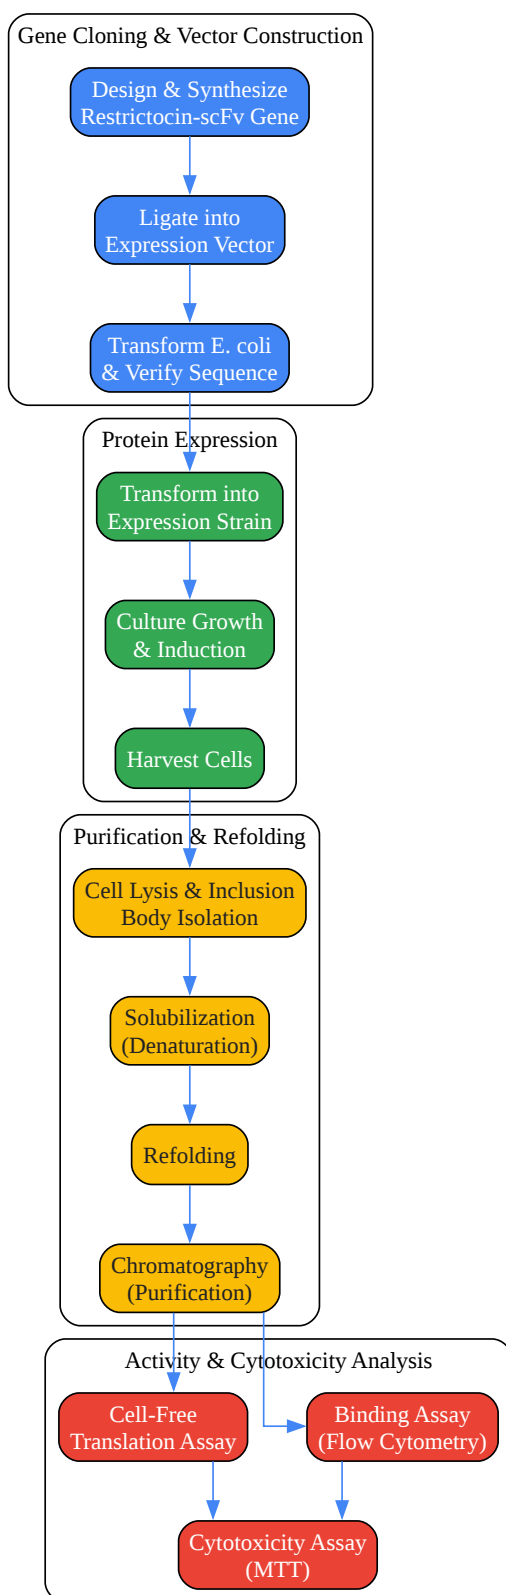 Gene Cloning & Vector Construction
Design & Synthesize
Restrictocin-scFv Gene
Ligate into
Expression Vector
Transform E. coli
& Verify Sequence
Protein Expression
Transform into
Expression Strain
Culture Growth
& Induction
Harvest Cells
Purification & Refolding
Cell Lysis & Inclusion
Body Isolation
Solubilization
(Denaturation)
Refolding
Chromatography
(Purification)
Activity & Cytotoxicity Analysis
Cell-Free
Translation Assay
Binding Assay
(Flow Cytometry)
Cytotoxicity Assay
(MTT)